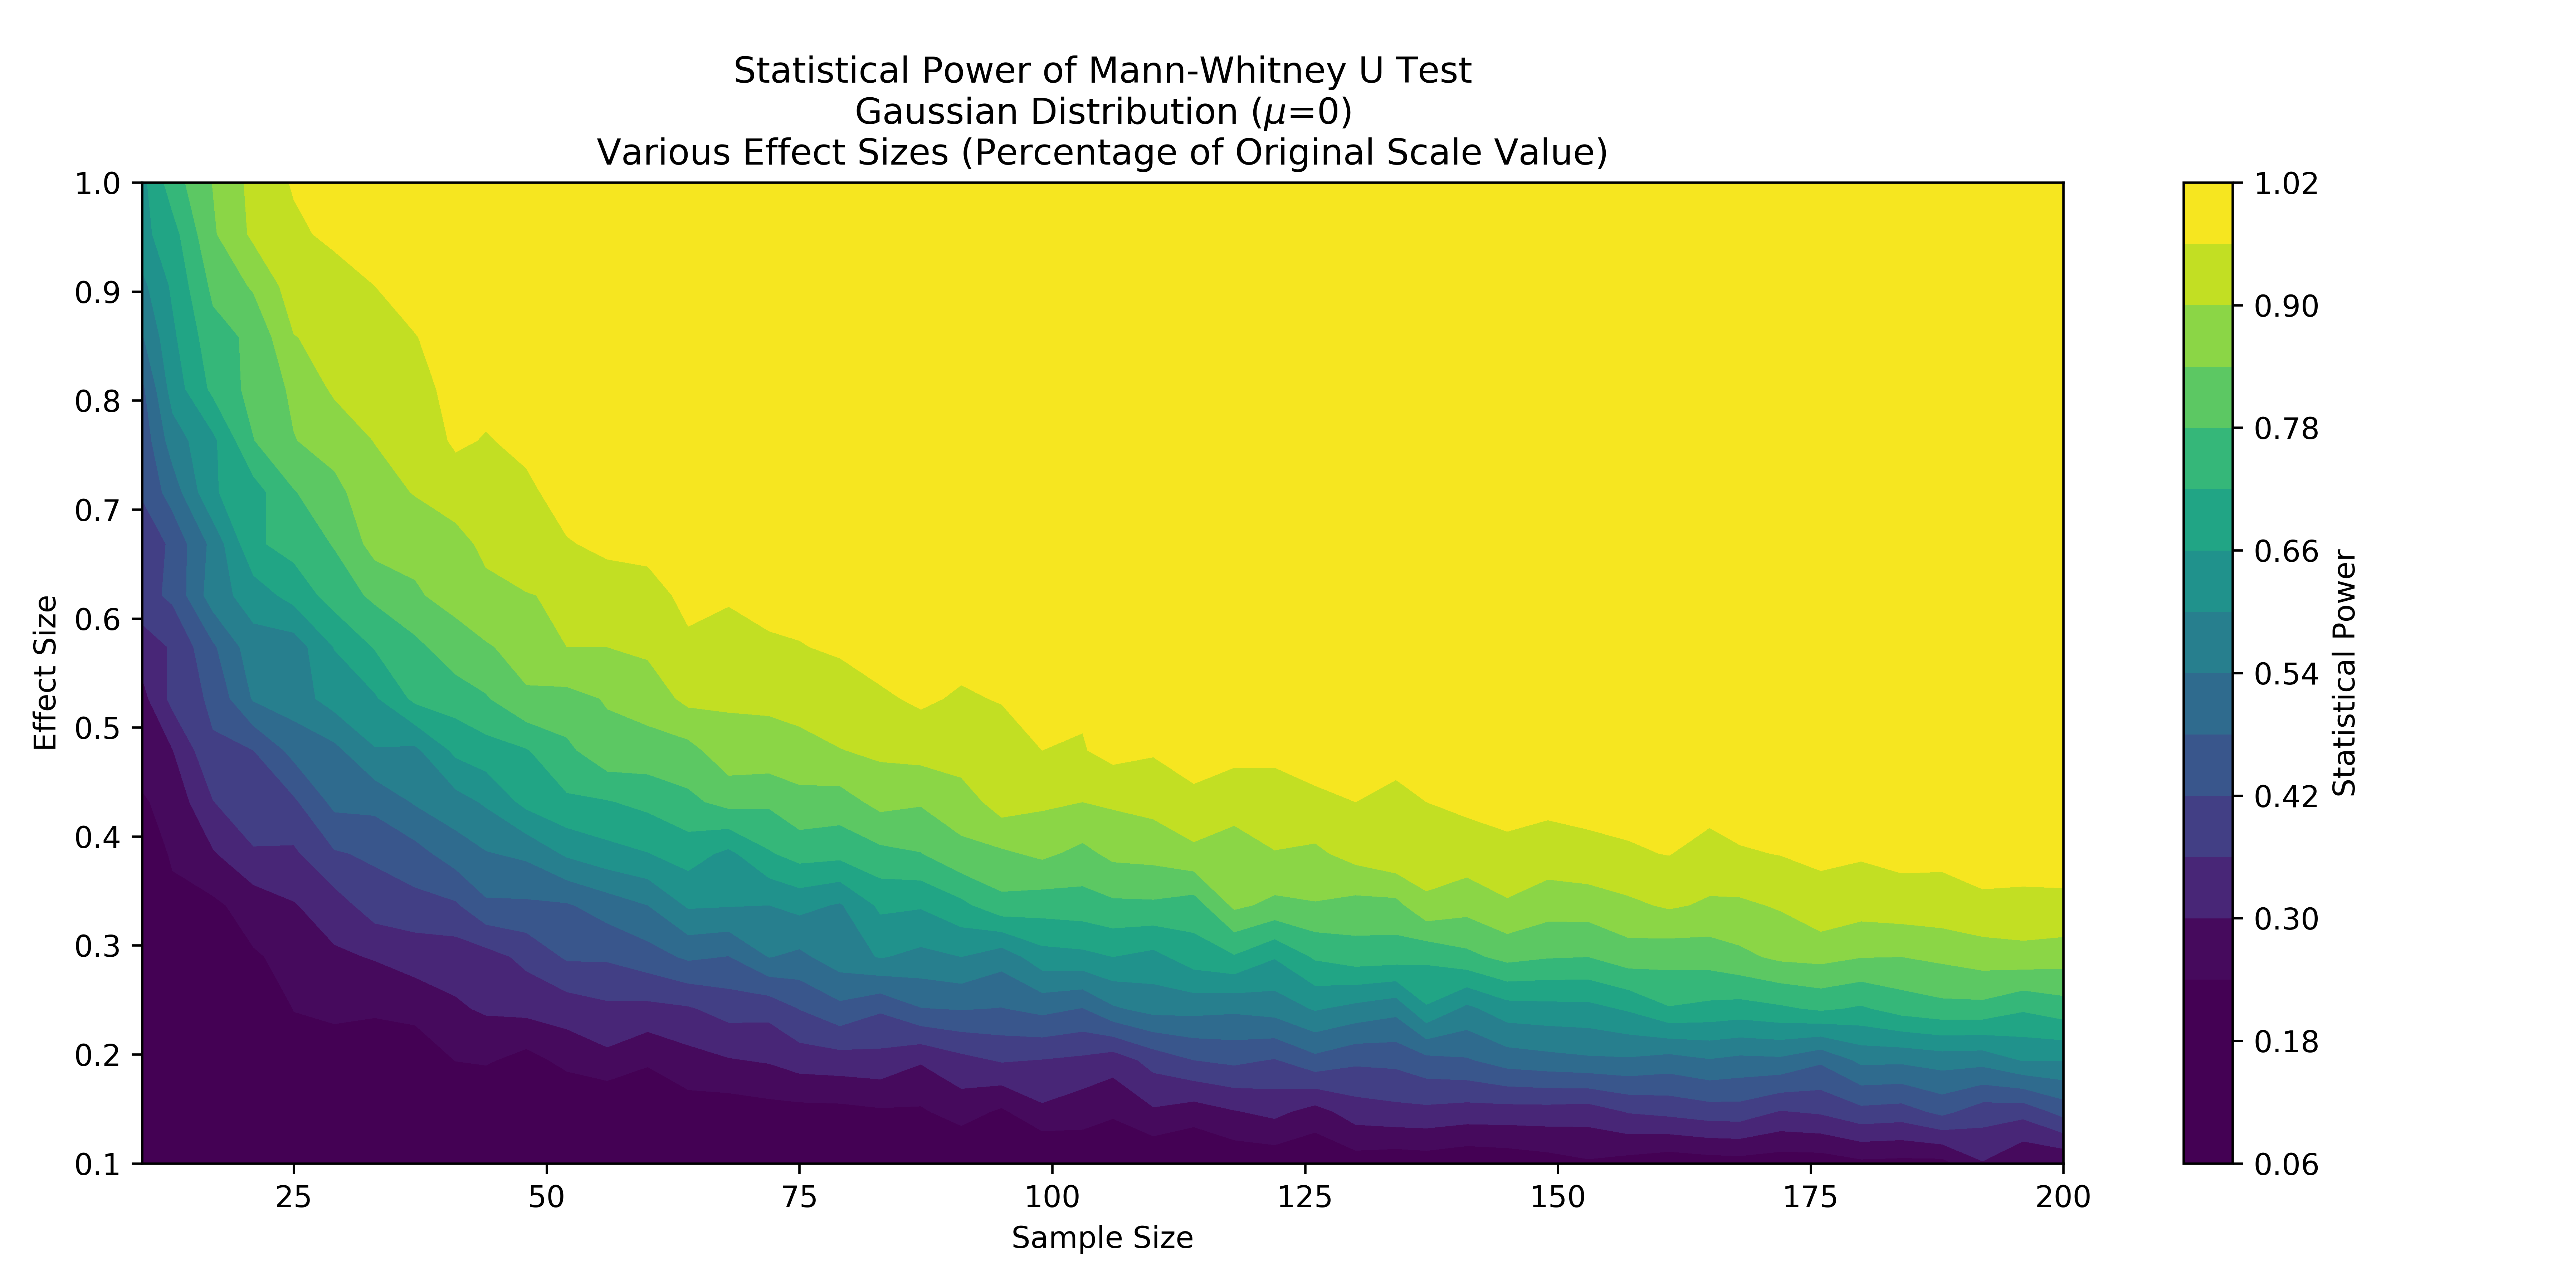 Statistical Power of Mann-Whitney U Test
Gaussian Distribution (μ=0)
Various Effect Sizes (Percentage of Original Scale Value)
Effect Size
1.0
0.9
0.8
0.7
0.6
0.5
0.4
0.3
0.2
0.1
25 50 75 100 125 150 175 200
Sample Size
1.02
0.90
0.78
0.66
0.54
0.42
0.30
0.18
0.06
Statistical Power